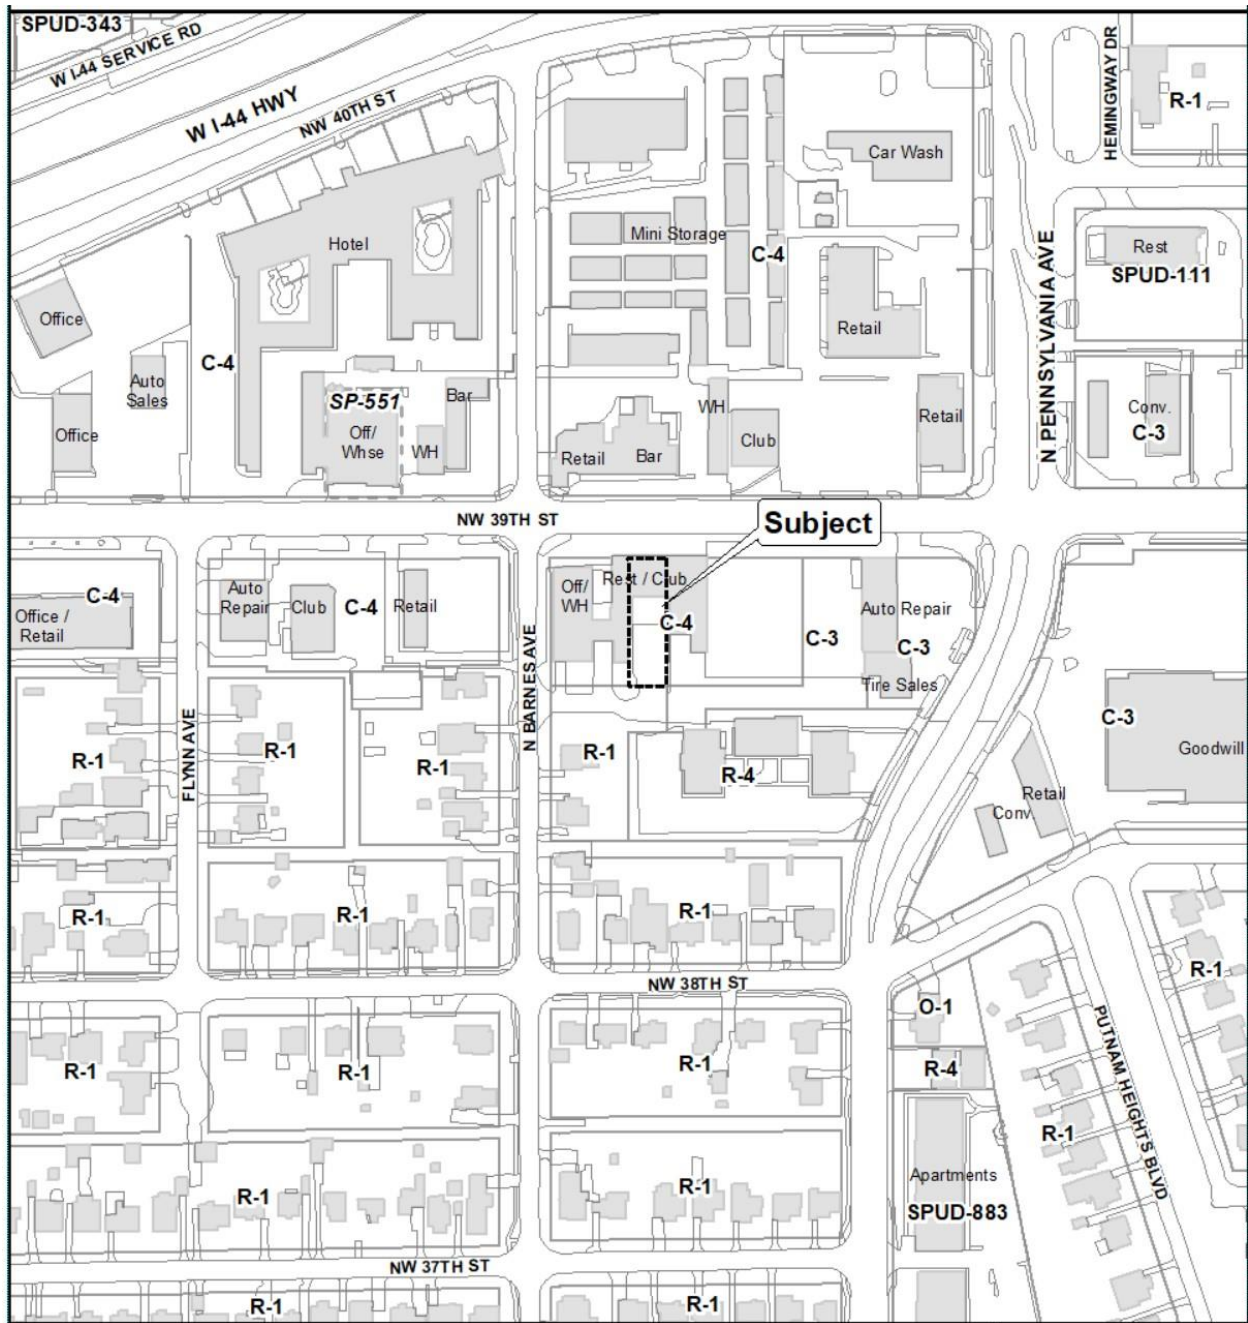 SPUD-343
W I-44 SERVICE RD
W I-44 HWY
NW 40TH ST
HEMINGWAY DR
R-1
Car Wash
Hotel
Mini Storage
C-4
N PENNSYLVANIA AVE
Rest
SPUD-111
Office
Retail
C-4
Auto
Sales
SP-551
Bar
Off/
Whse
WH
Office
WH
Retail
Bar
Club
Retail
Conv.
C-3
NW 39TH ST
Subject
C-4
Office /
Retail
Auto
Repair
Club
C-4
Retail
N BARNES AVE
Off/
WH
Rest / Club
C-4
C-3
Auto Repair
C-3
Tire Sales
FLYNN AVE
R-1
R-1
R-1
R-1
R-4
C-3
Goodwill
Retail
Conv.
R-1
R-1
R-1
R-1
NW 38TH ST
O-1
R-4
PUTNAM HEIGHTS BLVD
R-1
R-1
R-1
R-1
Apartments
SPUD-883
R-1
R-1
NW 37TH ST
R-1
R-1